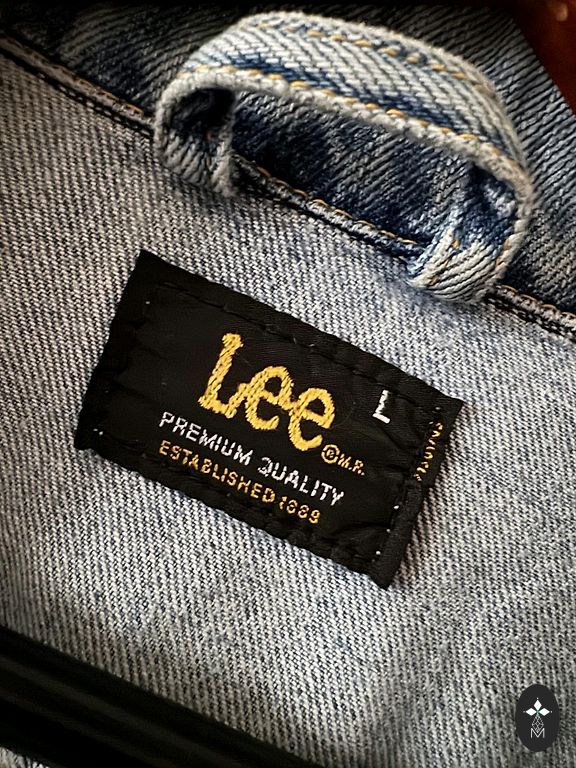 Lee
® M.R.
L
PREMIUM QUALITY
ESTABLISHED 1889
M